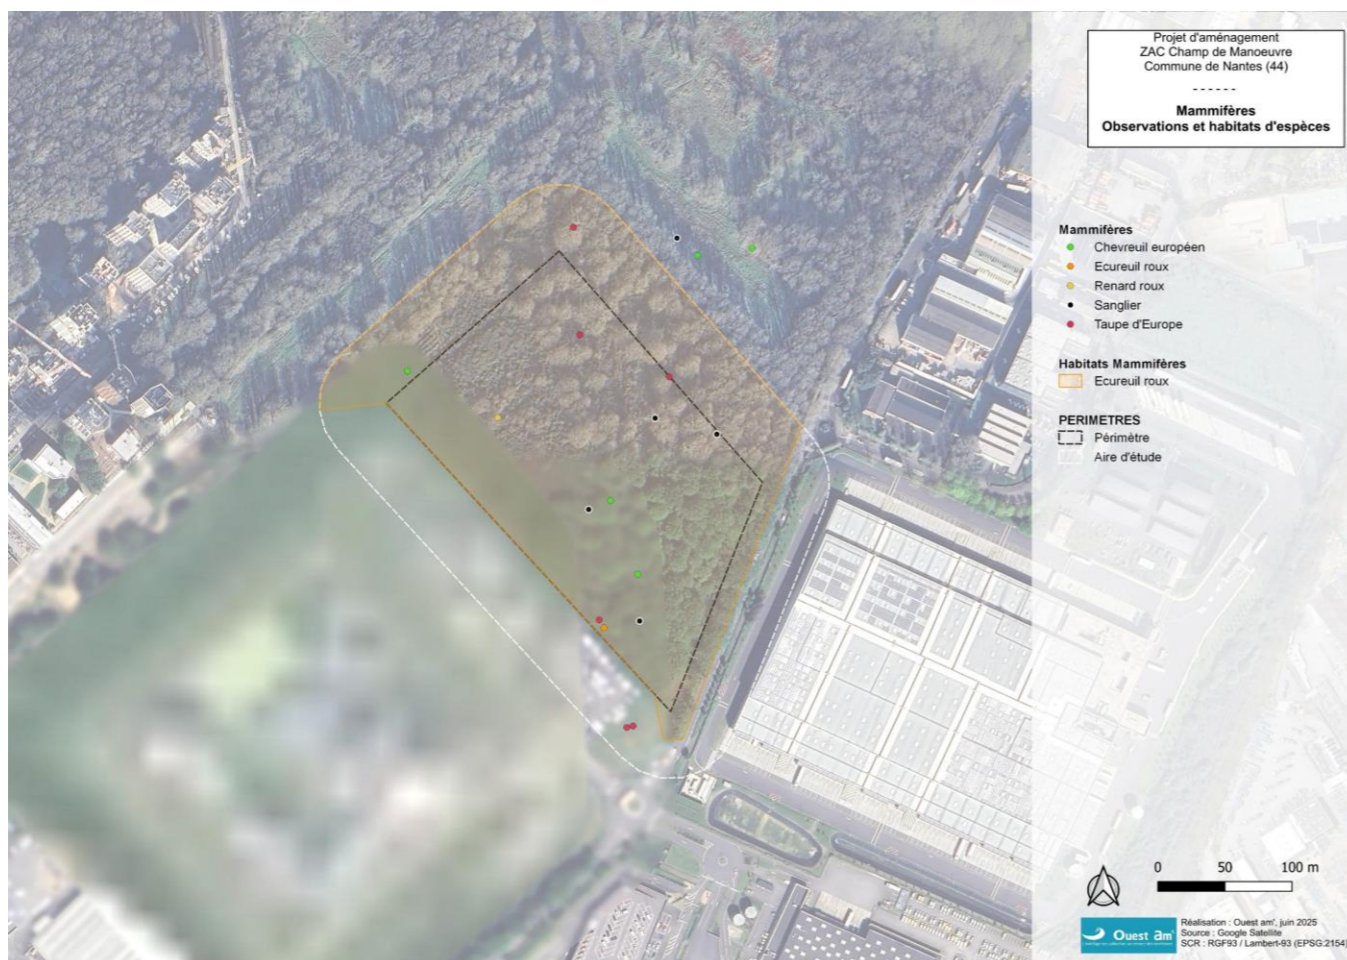 Projet d'aménagement
ZAC Champ de Manoeuvre
Commune de Nantes (44)
- - - - - -
Mammifères
Observations et habitats d'espèces
Mammifères
Chevreuil européen
Ecureuil roux
Renard roux
Sanglier
Taupe d'Europe
Habitats Mammifères
Ecureuil roux
PERIMETRES
Périmètre
Aire d'étude
0 50 100 m
Ouest am'
Réalisation : Ouest am', juin 2025
Source : Google Satellite
SCR : RGF93 / Lambert-93 (EPSG:2154)